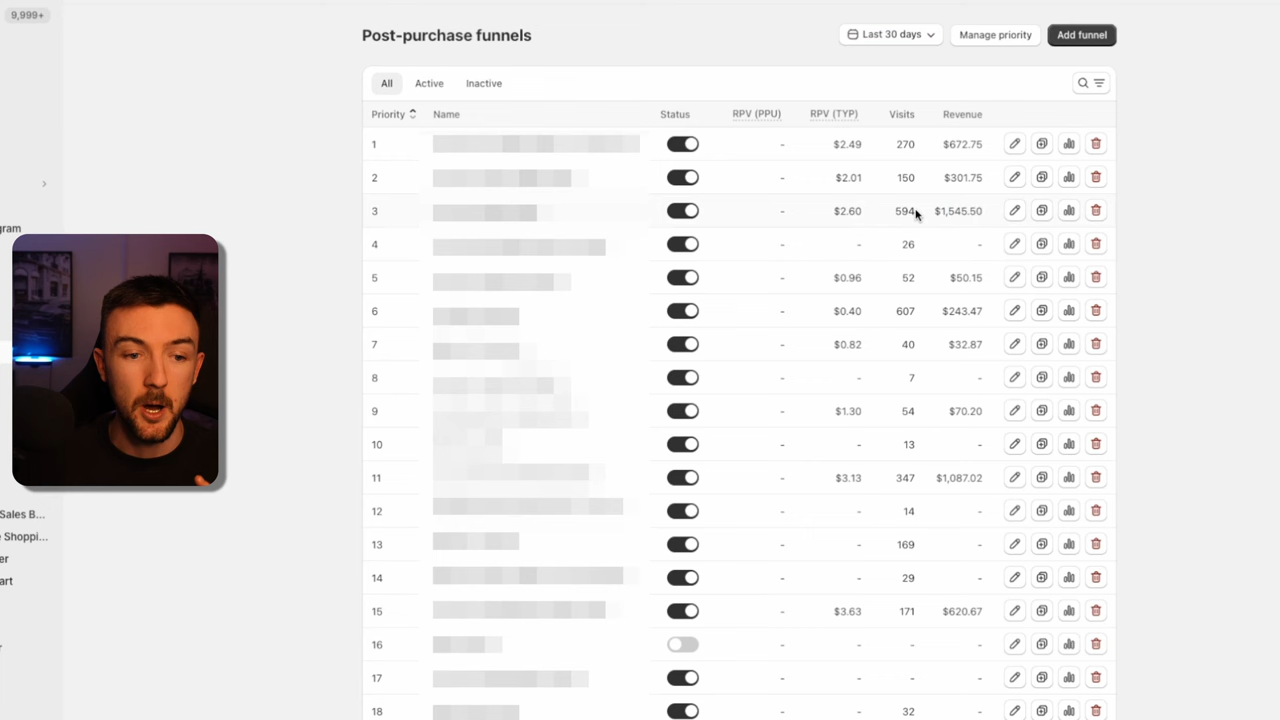 9,999+
Post-purchase funnels
Last 30 days
Manage priority
Add funnel
All Active Inactive
Priority Name Status RPV (PPU) RPV (TYP) Visits Revenue
1 - $2.49 270 $672.75
2 - $2.01 150 $301.75
3 - $2.60 594 $1,545.50
4 - - 26 -
5 - $0.96 52 $50.15
6 - $0.40 607 $243.47
7 - $0.82 40 $32.87
8 - - 7 -
9 - $1.30 54 $70.20
10 - - 13 -
11 - $3.13 347 $1,087.02
12 - - 14 -
13 - - 169 -
14 - - 29 -
15 - $3.63 171 $620.67
16 - - - -
17 - - - -
18 - - 32 -
gram
Sales B...
e Shoppi...
er
art